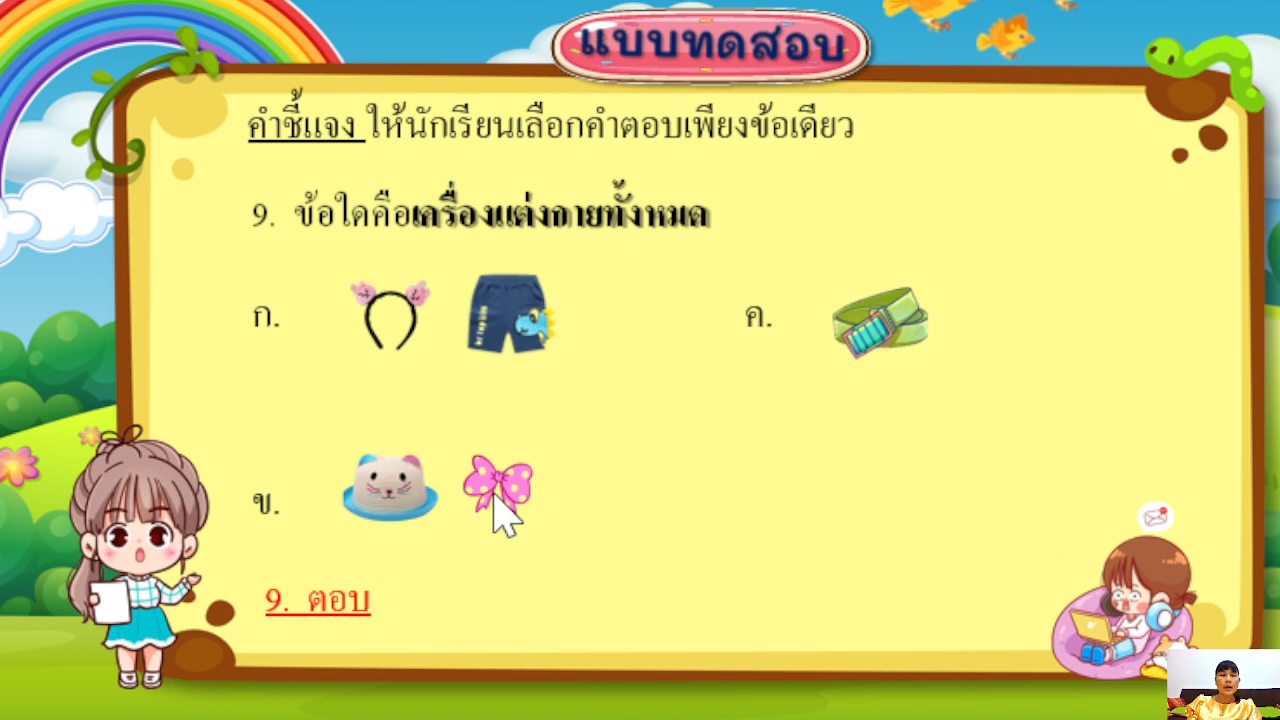 แบบทดสอบ
คำชี้แจง ให้นักเรียนเลือกคำตอบเพียงข้อเดียว
9. ข้อใดคือเครื่องแต่งกายทั้งหมด
ก.
ค.
ข.
9. ตอบ